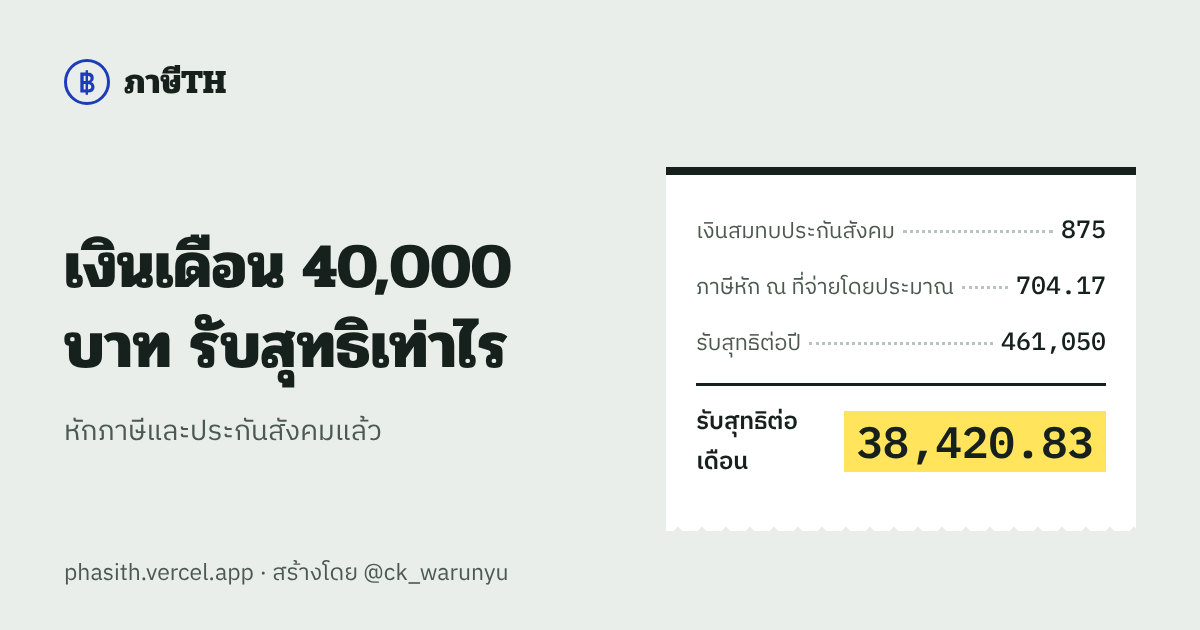 ฿ ภาษีTH
เงินเดือน 40,000
บาท รับสุทธิเท่าไร
หักภาษีและประกันสังคมแล้ว
เงินสมทบประกันสังคม 875
ภาษีหัก ณ ที่จ่ายโดยประมาณ 704.17
รับสุทธิต่อปี 461,050
รับสุทธิต่อ
เดือน
38,420.83
phasith.vercel.app · สร้างโดย @ck_warunyu